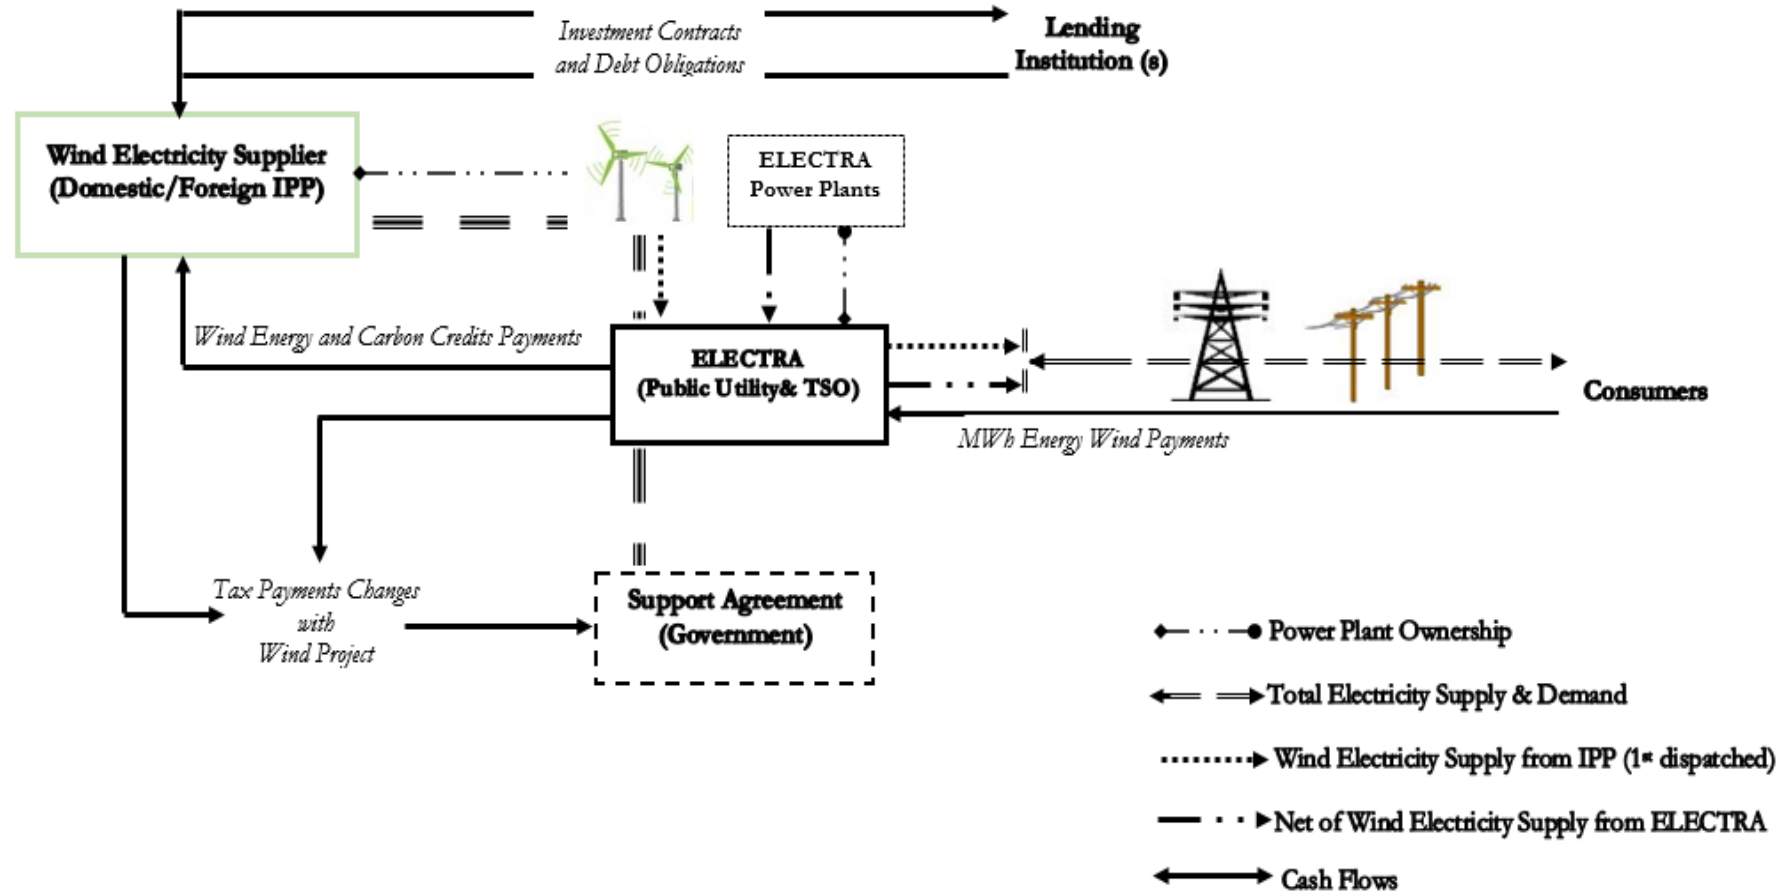 Investment Contracts
and Debt Obligations
Lending
Institution (s)
Wind Electricity Supplier
(Domestic/Foreign IPP)
ELECTRA
Power Plants
Wind Energy and Carbon Credits Payments
ELECTRA
(Public Utility& TSO)
Consumers
MWh Energy Wind Payments
Tax Payments Changes
with
Wind Project
Support Agreement
(Government)
Power Plant Ownership
Total Electricity Supply & Demand
Wind Electricity Supply from IPP (1st dispatched)
Net of Wind Electricity Supply from ELECTRA
Cash Flows